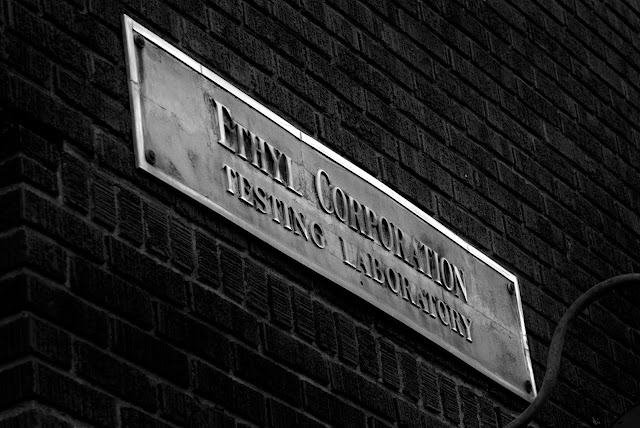 ETHYL CORPORATION
TESTING LABORATORY